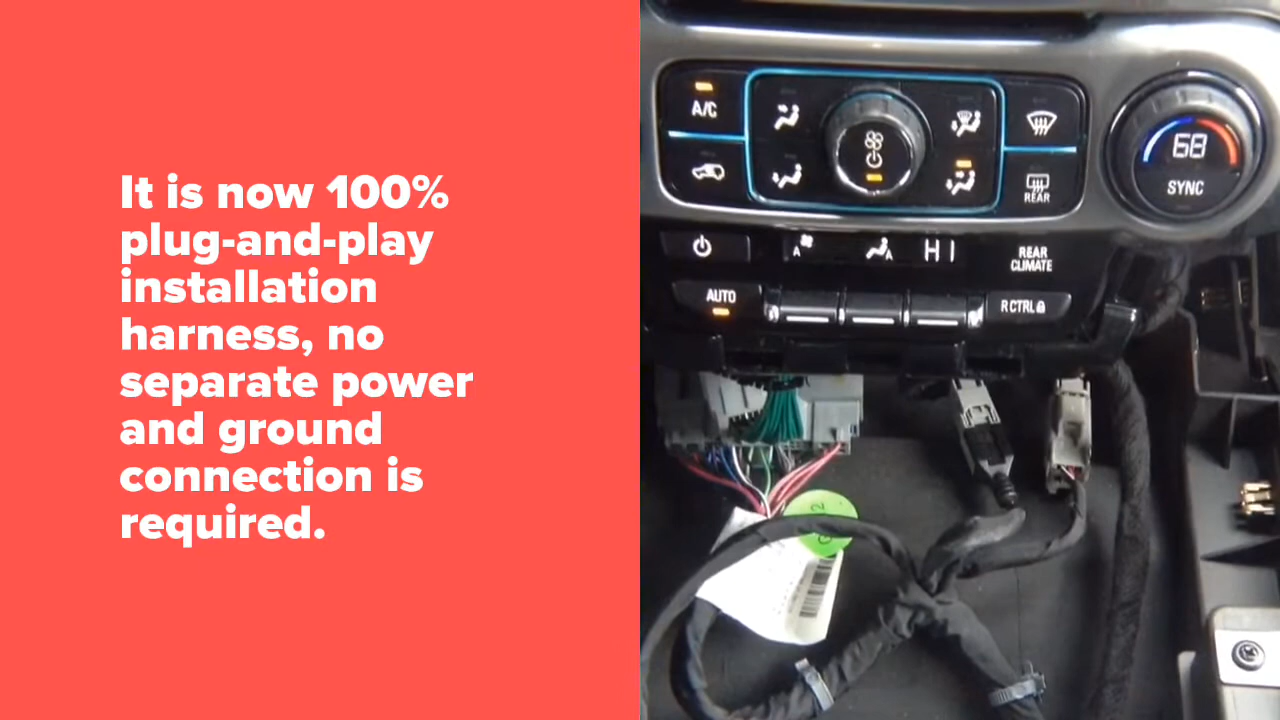 It is now 100%
plug-and-play
installation
harness, no
separate power
and ground
connection is
required.
A/C
REAR
68
SYNC
A
A
HI
REAR
CLIMATE
AUTO
R CTRL